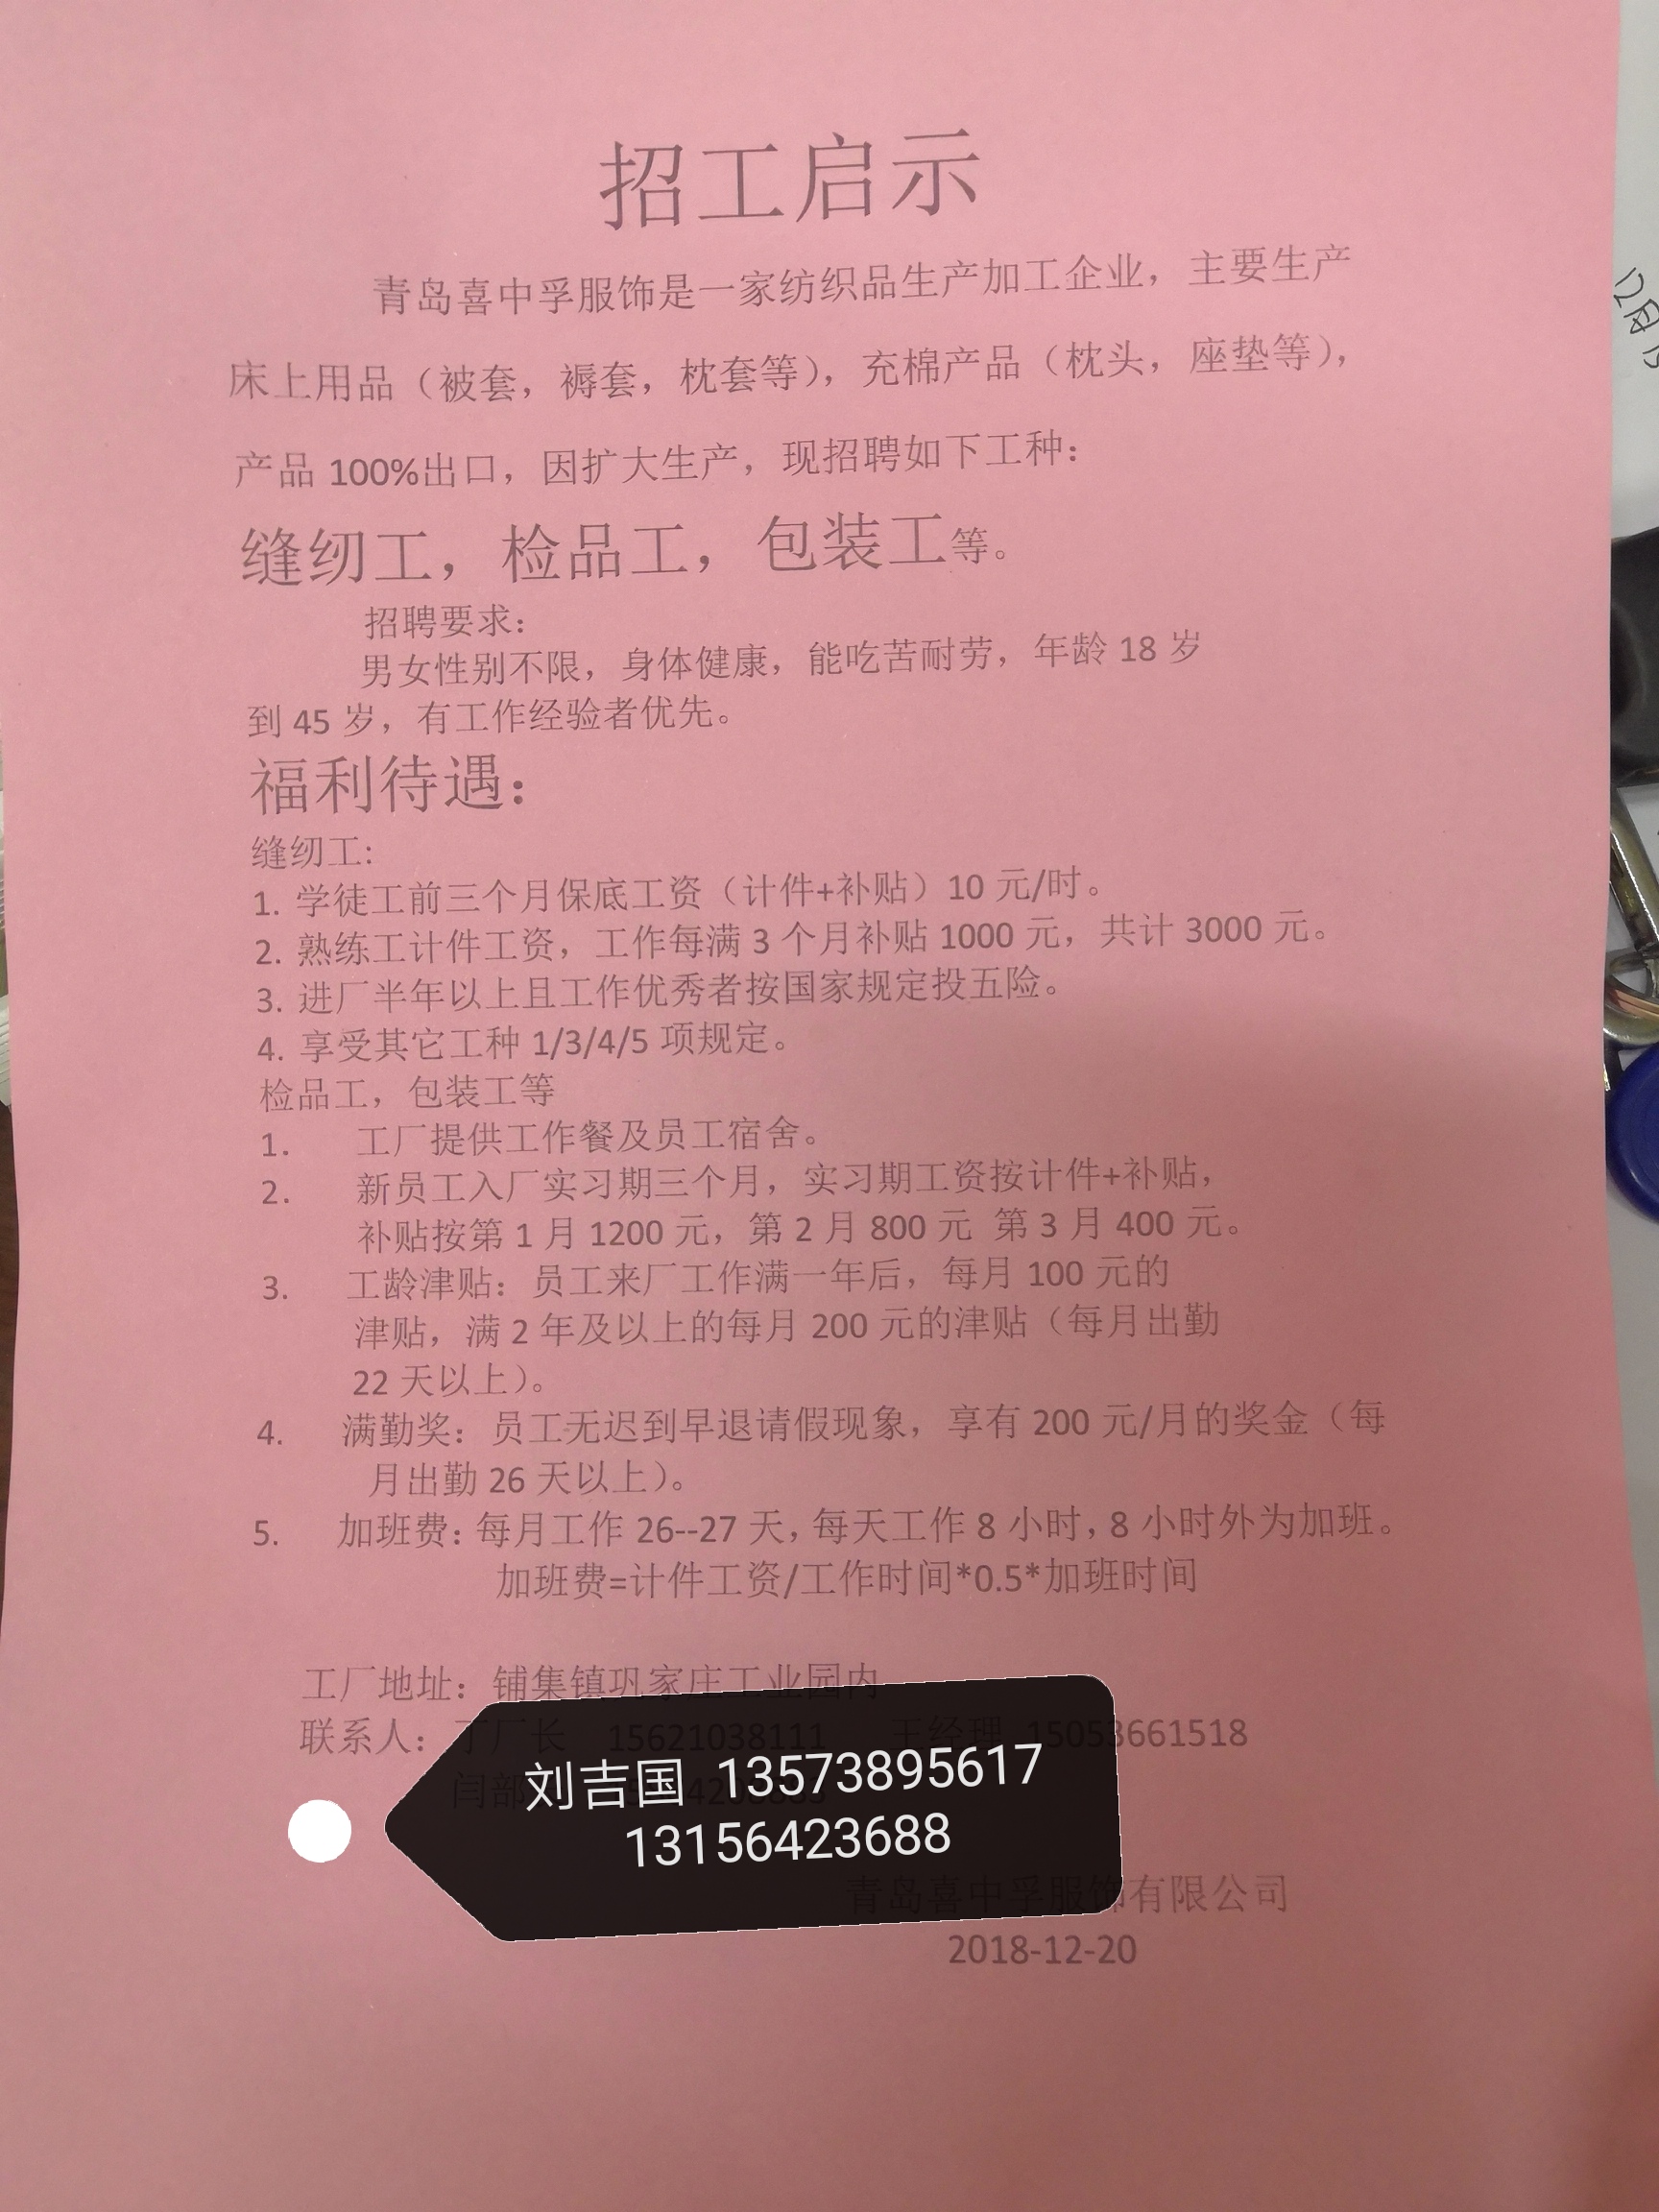 招工启示
青岛喜中孚服饰是一家纺织品生产加工企业，主要生产
床上用品（被套，褥套，枕套等），充棉产品（枕头，座垫等），
产品 100%出口，因扩大生产，现招聘如下工种：
缝纫工，检品工，包装工等。
招聘要求：
男女性别不限，身体健康，能吃苦耐劳，年龄 18 岁
到 45 岁，有工作经验者优先。
福利待遇：
缝纫工:
1. 学徒工前三个月保底工资（计件+补贴）10 元/时。
2. 熟练工计件工资，工作每满 3 个月补贴 1000 元，共计 3000 元。
3. 进厂半年以上且工作优秀者按国家规定投五险。
4. 享受其它工种 1/3/4/5 项规定。
检品工，包装工等
1. 工厂提供工作餐及员工宿舍。
2. 新员工入厂实习期三个月，实习期工资按计件+补贴，
补贴按第 1 月 1200 元，第 2 月 800 元 第 3 月 400 元。
3. 工龄津贴：员工来厂工作满一年后，每月 100 元的
津贴，满 2 年及以上的每月 200 元的津贴（每月出勤
22 天以上）。
4. 满勤奖：员工无迟到早退请假现象，享有 200 元/月的奖金（每
月出勤 26 天以上）。
5. 加班费：每月工作 26--27 天，每天工作 8 小时，8 小时外为加班。
加班费=计件工资/工作时间*0.5*加班时间
工厂地址：铺集镇巩家庄工业园内
联系人：丁厂长 15621038111 王经理 15053661518
闫部
刘吉国 13573895617
13156423688
青岛喜中孚服饰有限公司
2018-12-20
12月